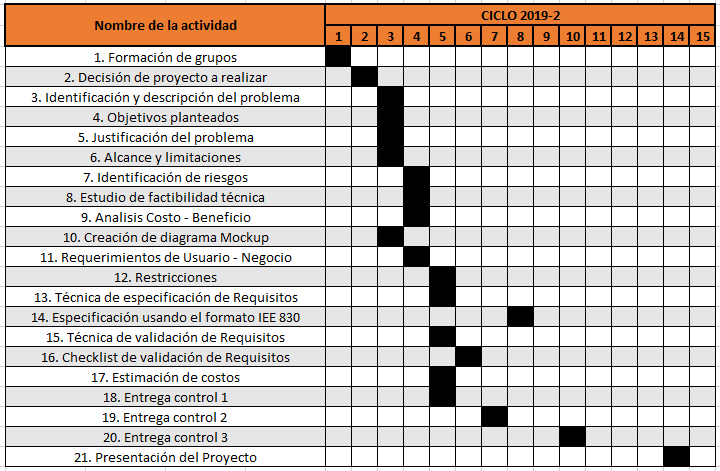 Nombre de la actividad
CICLO 2019-2
1 2 3 4 5 6 7 8 9 10 11 12 13 14 15
1. Formación de grupos
2. Decisión de proyecto a realizar
3. Identificación y descripción del problema
4. Objetivos planteados
5. Justificación del problema
6. Alcance y limitaciones
7. Identificación de riesgos
8. Estudio de factibilidad técnica
9. Analisis Costo - Beneficio
10. Creación de diagrama Mockup
11. Requerimientos de Usuario - Negocio
12. Restricciones
13. Técnica de especificación de Requisitos
14. Especificación usando el formato IEE 830
15. Técnica de validación de Requisitos
16. Checklist de validación de Requisitos
17. Estimación de costos
18. Entrega control 1
19. Entrega control 2
20. Entrega control 3
21. Presentación del Proyecto